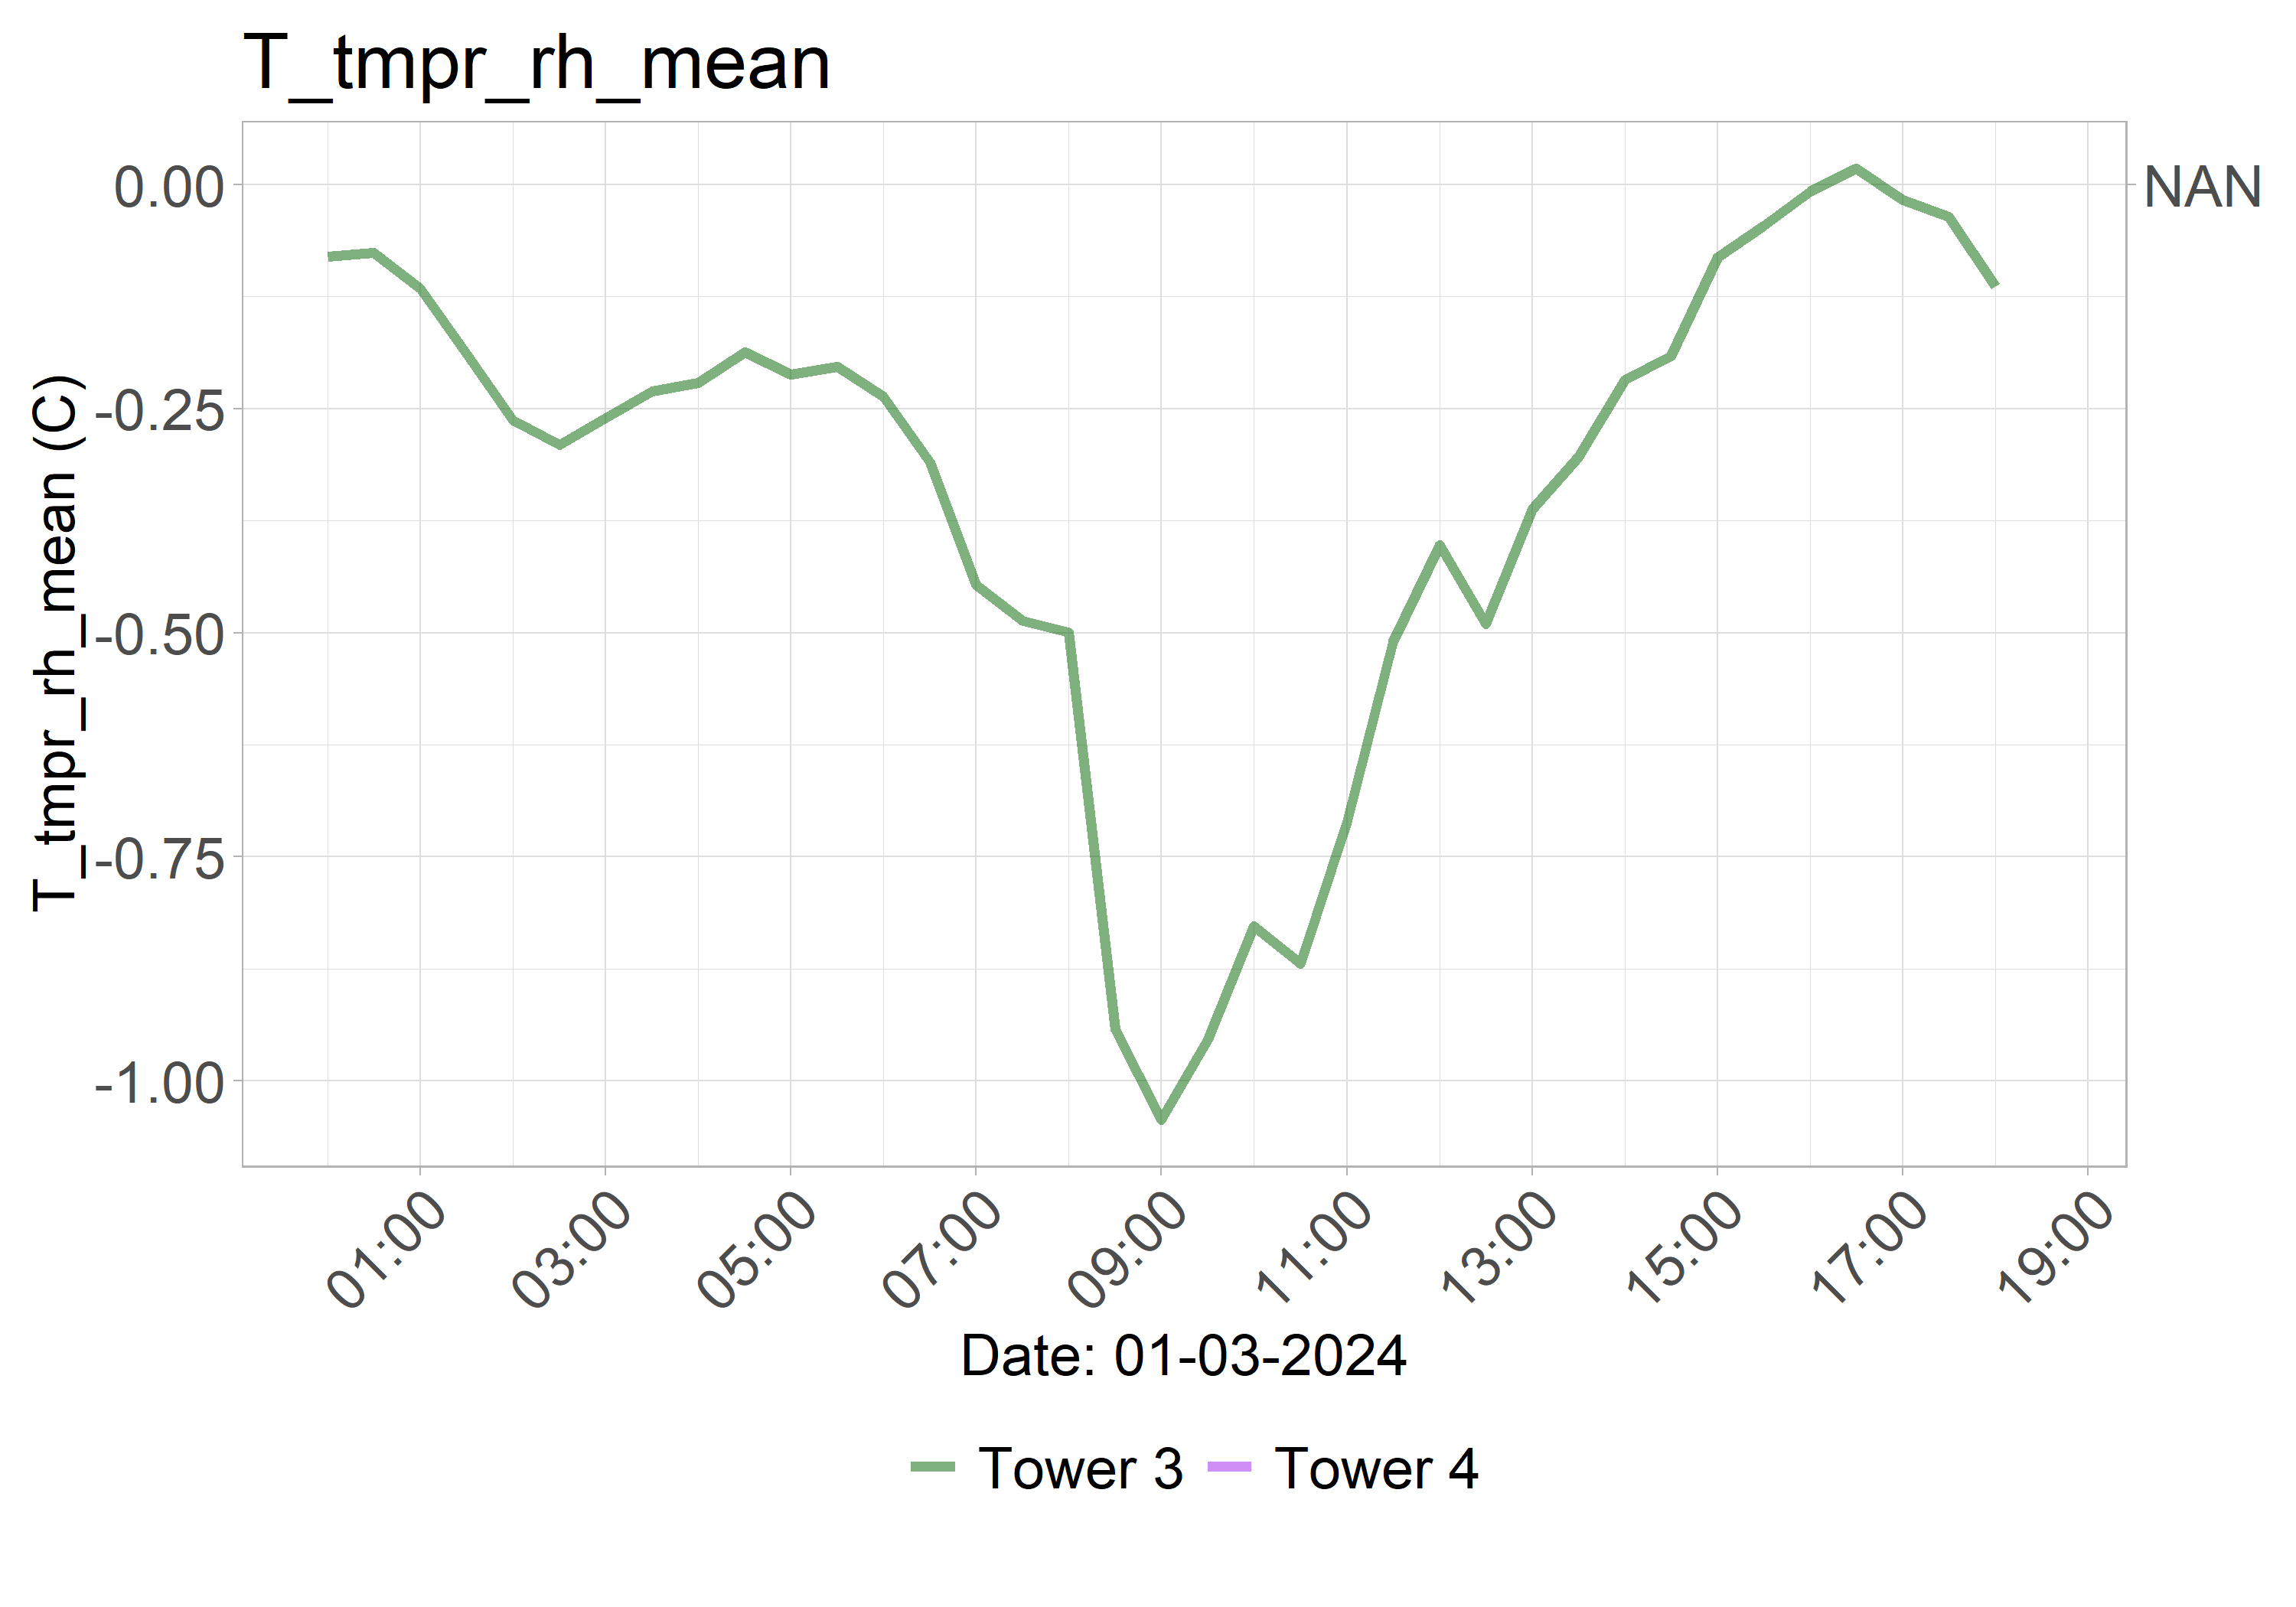 T_tmpr_rh_mean
T_tmpr_rh_mean (C)
0.00
-0.25
-0.50
-0.75
-1.00
NAN
01:00 03:00 05:00 07:00 09:00 11:00 13:00 15:00 17:00 19:00
Date: 01-03-2024
Tower 3 Tower 4